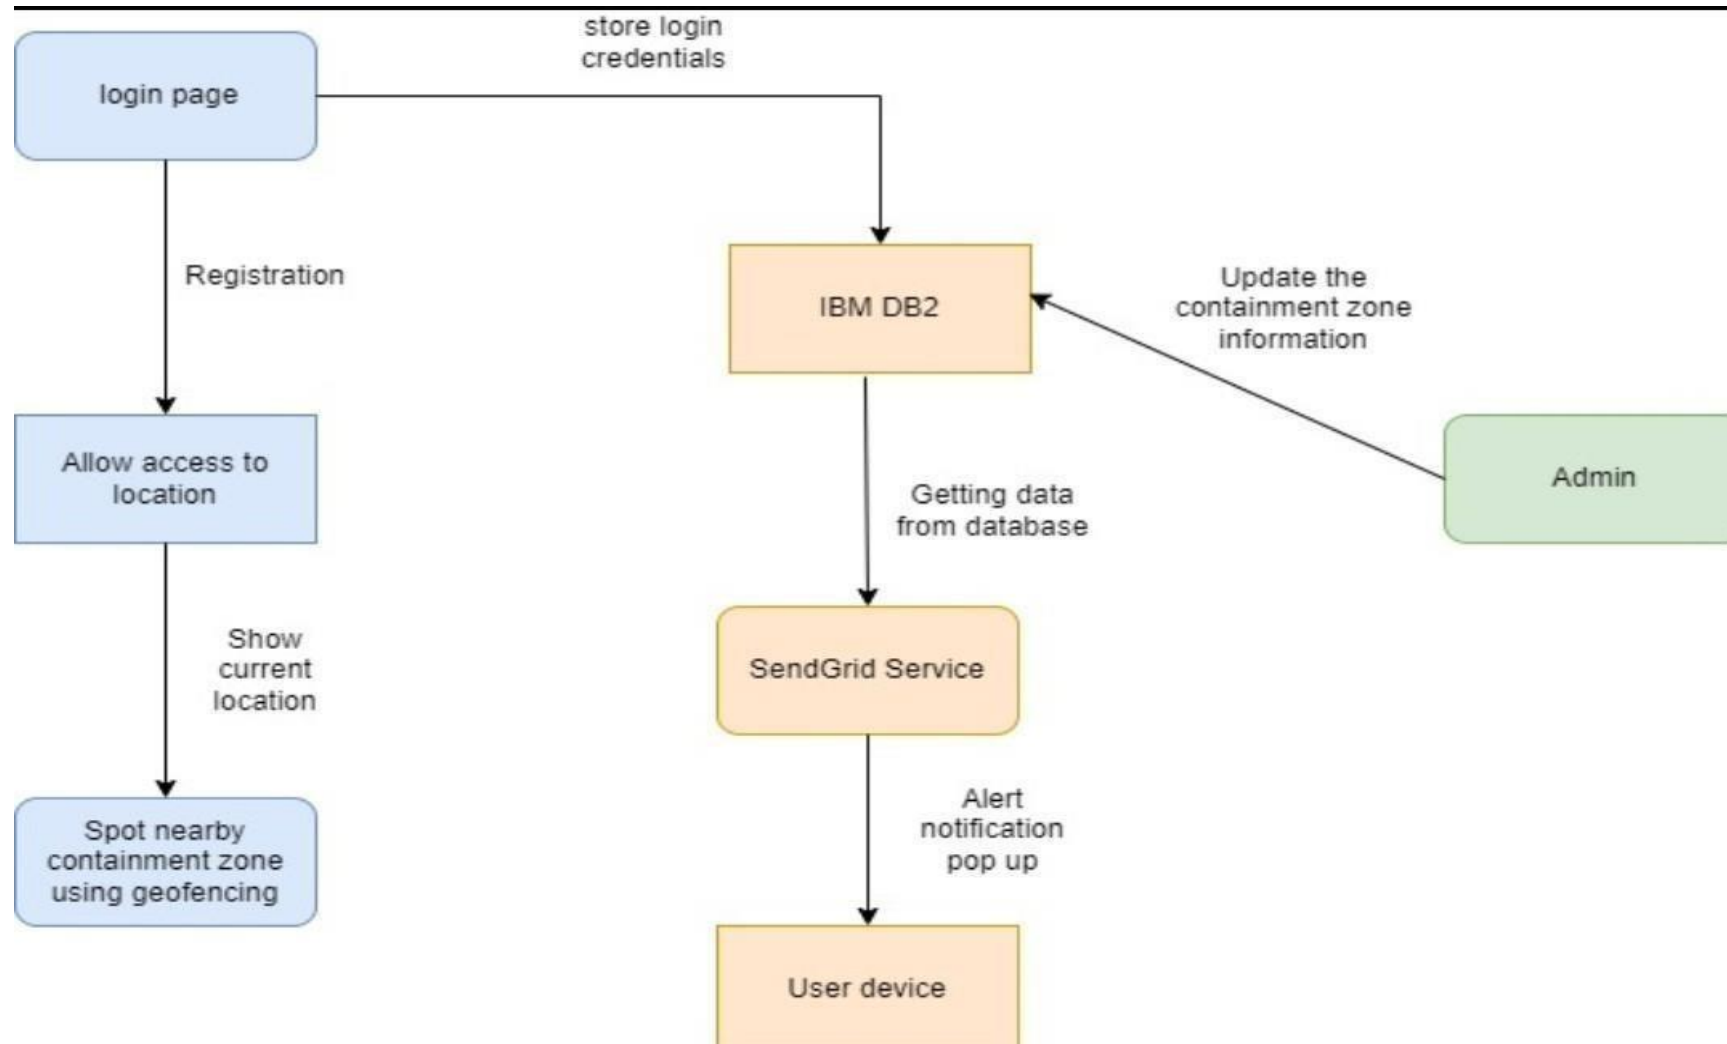 store login
credentials
login page
Registration
IBM DB2
Update the
containment zone
information
Allow access to
location
Getting data
from database
Admin
Show
current
location
SendGrid Service
Spot nearby
containment zone
using geofencing
Alert
notification
pop up
User device